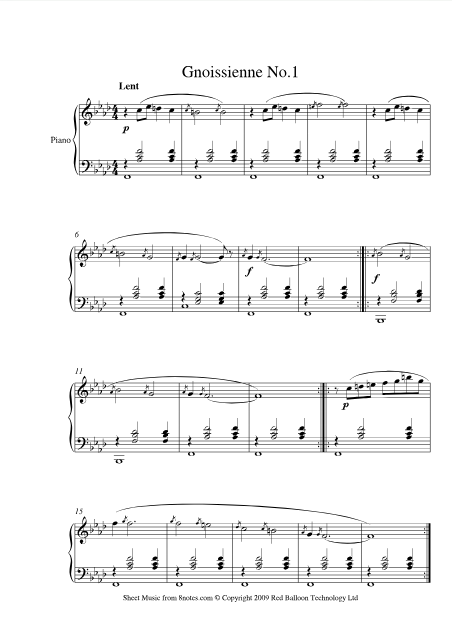 Gnoissienne No.1
Lent
Piano
p
6
f
f
11
p
15
Sheet Music from 8notes.com © Copyright 2009 Red Balloon Technology Ltd